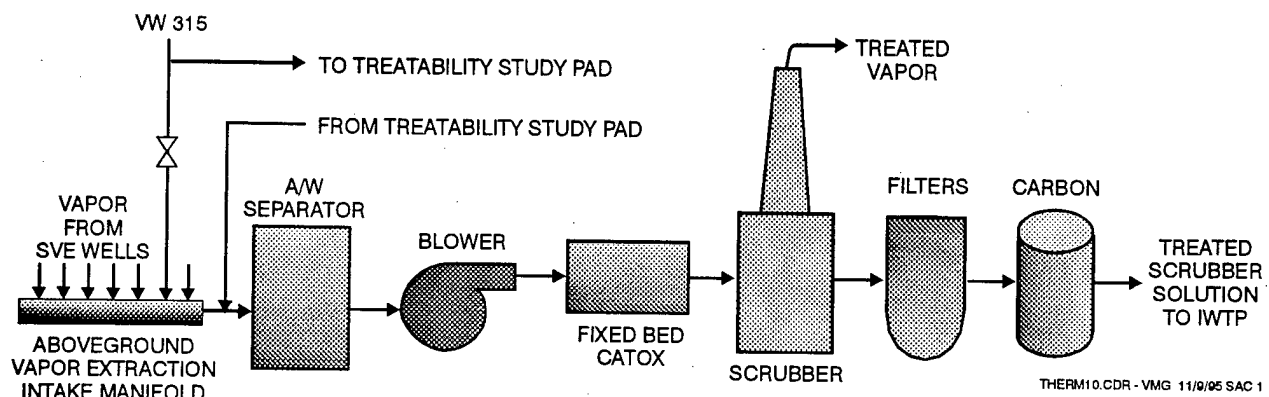 VW 315
TO TREATABILITY STUDY PAD
FROM TREATABILITY STUDY PAD
TREATED
VAPOR
VAPOR
FROM
SVE WELLS
A/W
SEPARATOR
BLOWER
FILTERS
CARBON
ABOVEGROUND
VAPOR EXTRACTION
INTAKE MANIFOLD
FIXED BED
CATOX
SCRUBBER
TREATED
SCRUBBER
SOLUTION
TO IWTP
THERM10.CDR - VMG 11/9/95 SAC 1